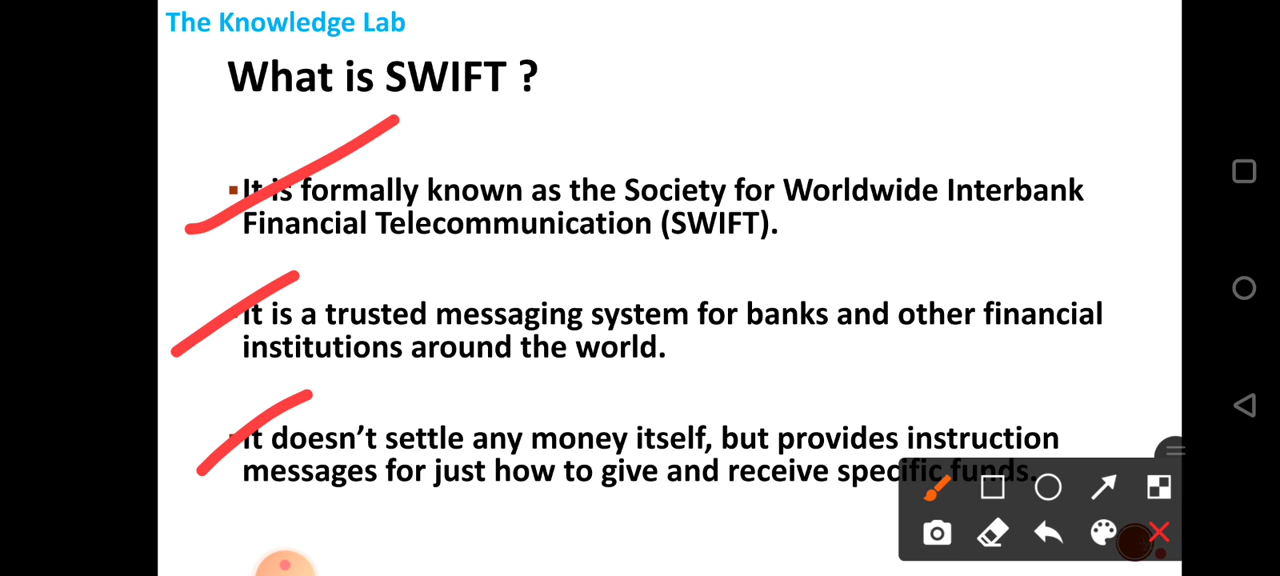 The Knowledge Lab
What is SWIFT ?
It is formally known as the Society for Worldwide Interbank
Financial Telecommunication (SWIFT).
It is a trusted messaging system for banks and other financial
institutions around the world.
It doesn’t settle any money itself, but provides instruction
messages for just how to give and receive specific funds.